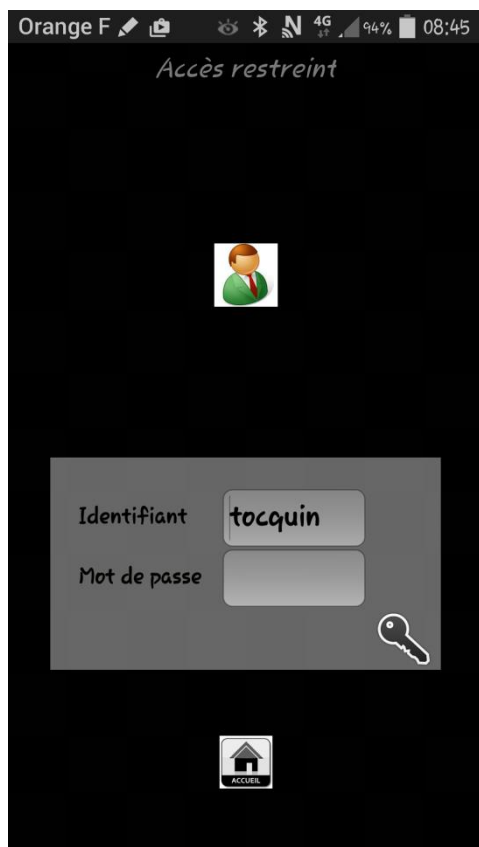 Orange F 4G 94% 08:45
Accès restreint
Identifiant tocquin
Mot de passe
ACCUEIL